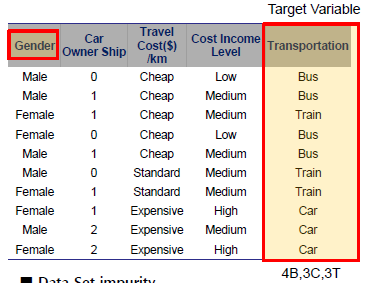 Target Variable
Gender Car Owner Ship Travel Cost($) /km Cost Income Level Transportation
Male 0 Cheap Low Bus
Male 1 Cheap Medium Bus
Female 1 Cheap Medium Train
Female 0 Cheap Low Bus
Male 1 Cheap Medium Bus
Male 0 Standard Medium Train
Female 1 Standard Medium Train
Female 1 Expensive High Car
Male 2 Expensive Medium Car
Female 2 Expensive High Car
4B,3C,3T
■ Data Set impurity